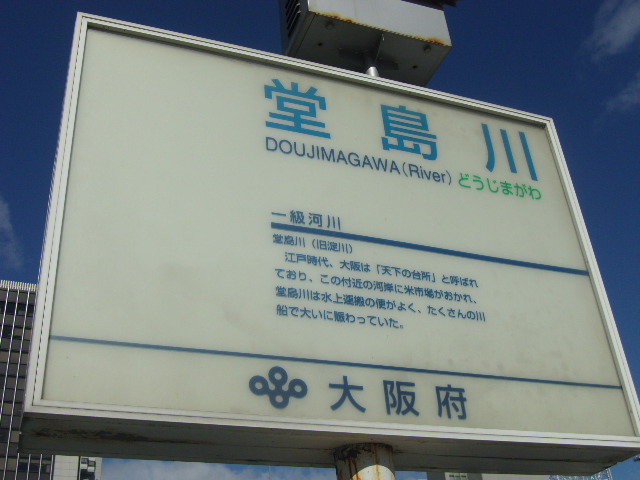 堂島川
DOUJIMAGAWA(River) どうじまがわ
一級河川
堂島川（旧淀川）
江戸時代、大阪は「天下の台所」と呼ばれ
ており、この付近の河岸に米市場がおかれ、
堂島川は水上運搬の便がよく、たくさんの川
船で大いに賑わっていた。
大阪府